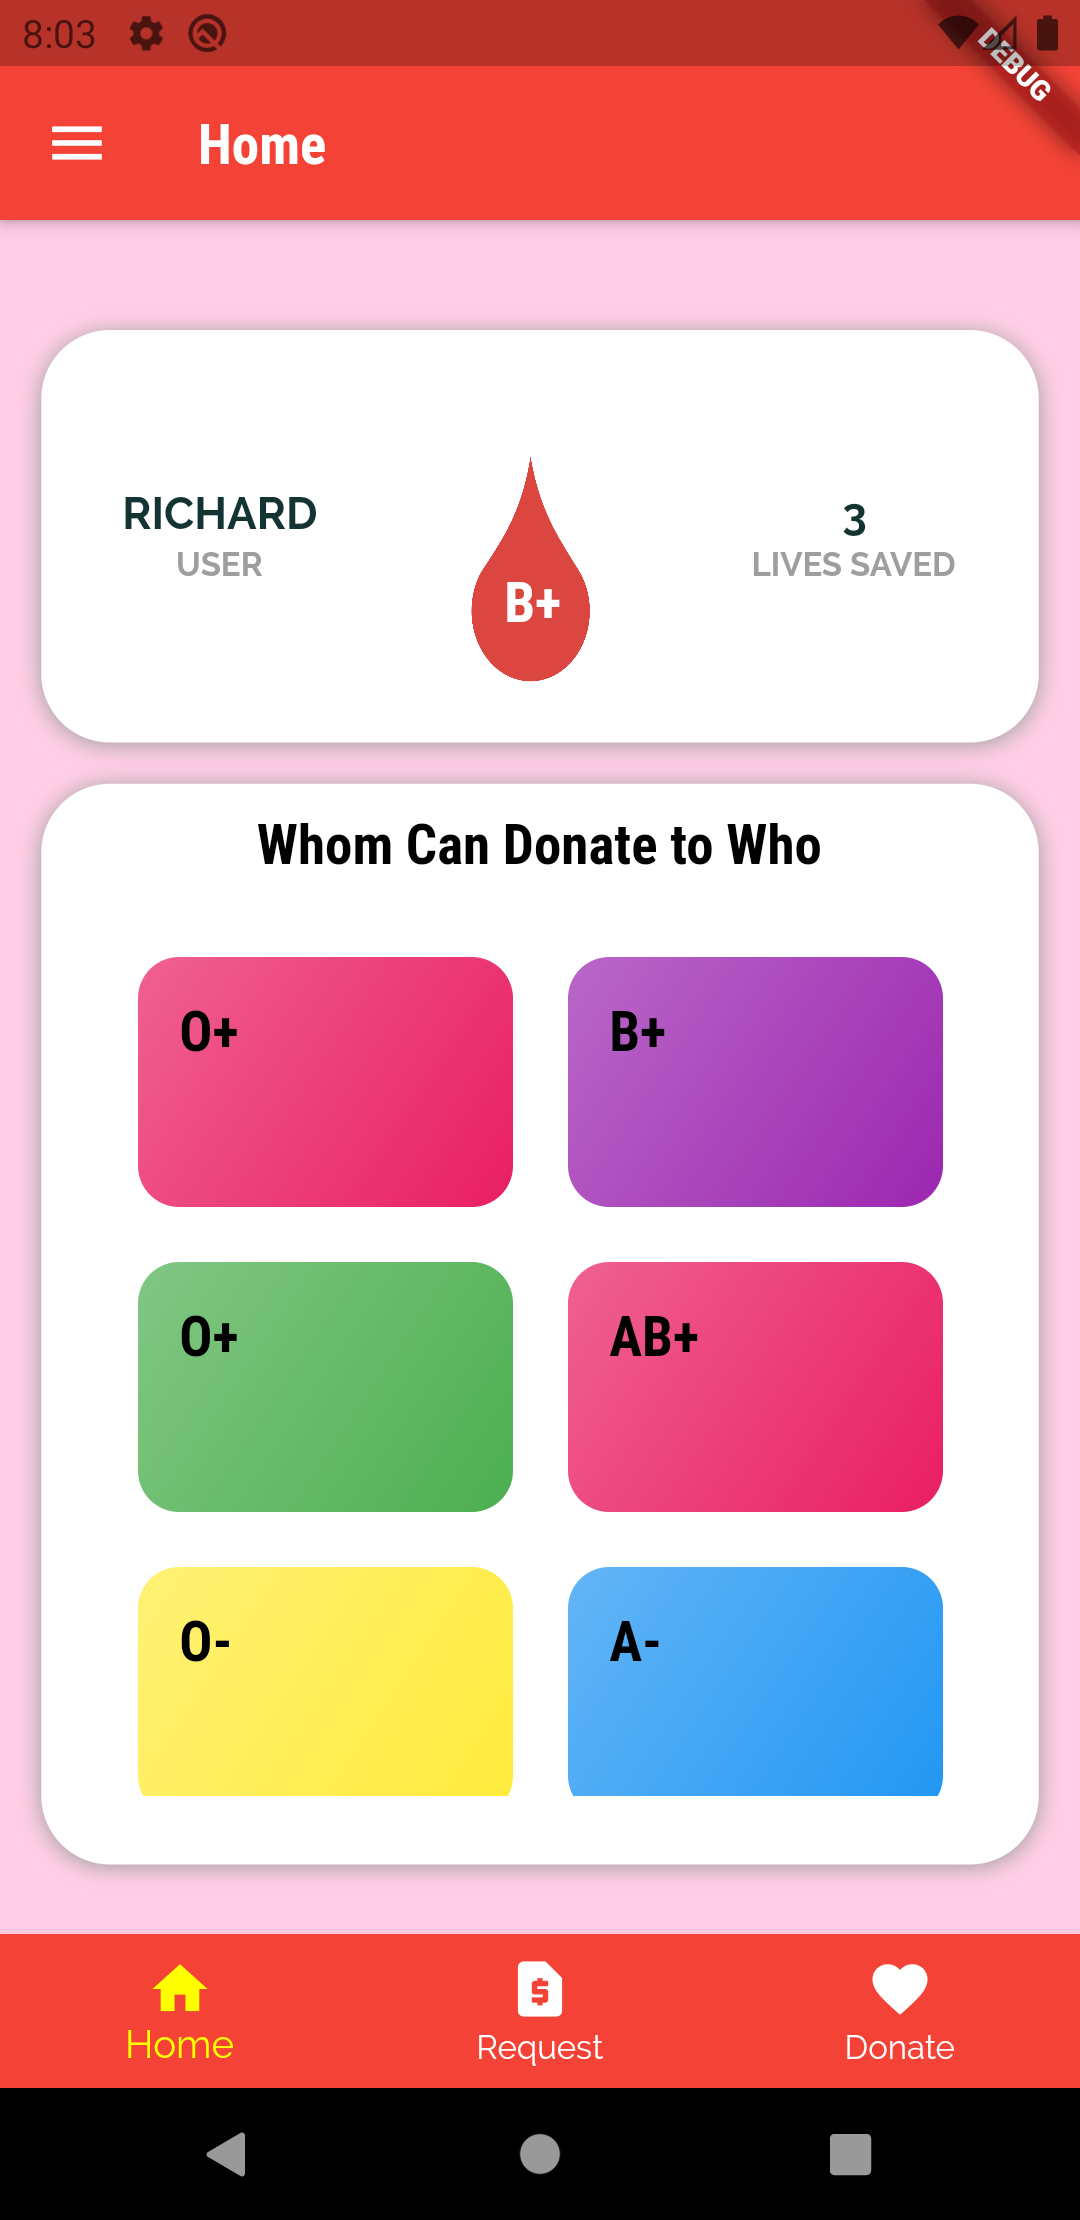 8:03
DEBUG
Home
RICHARD
USER
B+
3
LIVES SAVED
Whom Can Donate to Who
O+
B+
O+
AB+
O-
A-
Home
Request
Donate